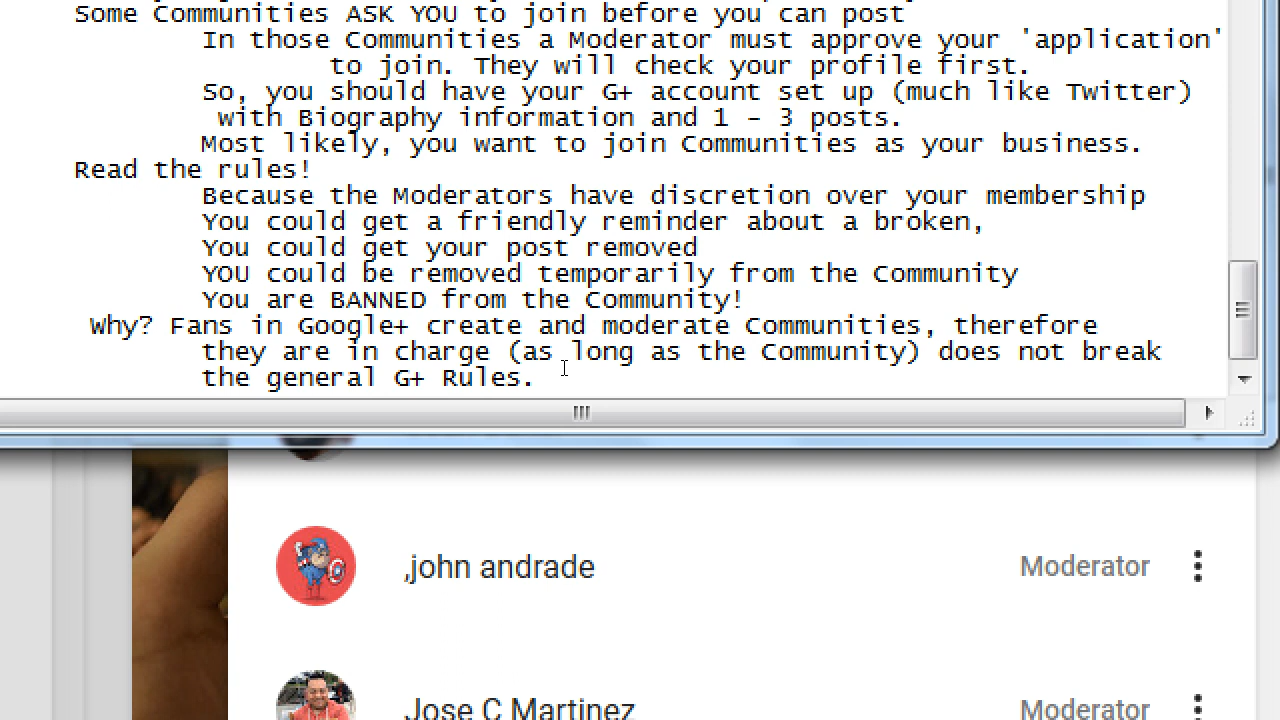 Some Communities ASK YOU to join before you can post
In those Communities a Moderator must approve your 'application'
to join. They will check your profile first.
So, you should have your G+ account set up (much like Twitter)
with Biography information and 1 - 3 posts.
Most likely, you want to join Communities as your business.
Read the rules!
Because the Moderators have discretion over your membership
You could get a friendly reminder about a broken,
You could get your post removed
YOU could be removed temporarily from the Community
You are BANNED from the Community!
Why? Fans in Google+ create and moderate Communities, therefore
they are in charge (as long as the Community) does not break
the general G+ Rules.
,john andrade Moderator
Jose C Martinez Moderator